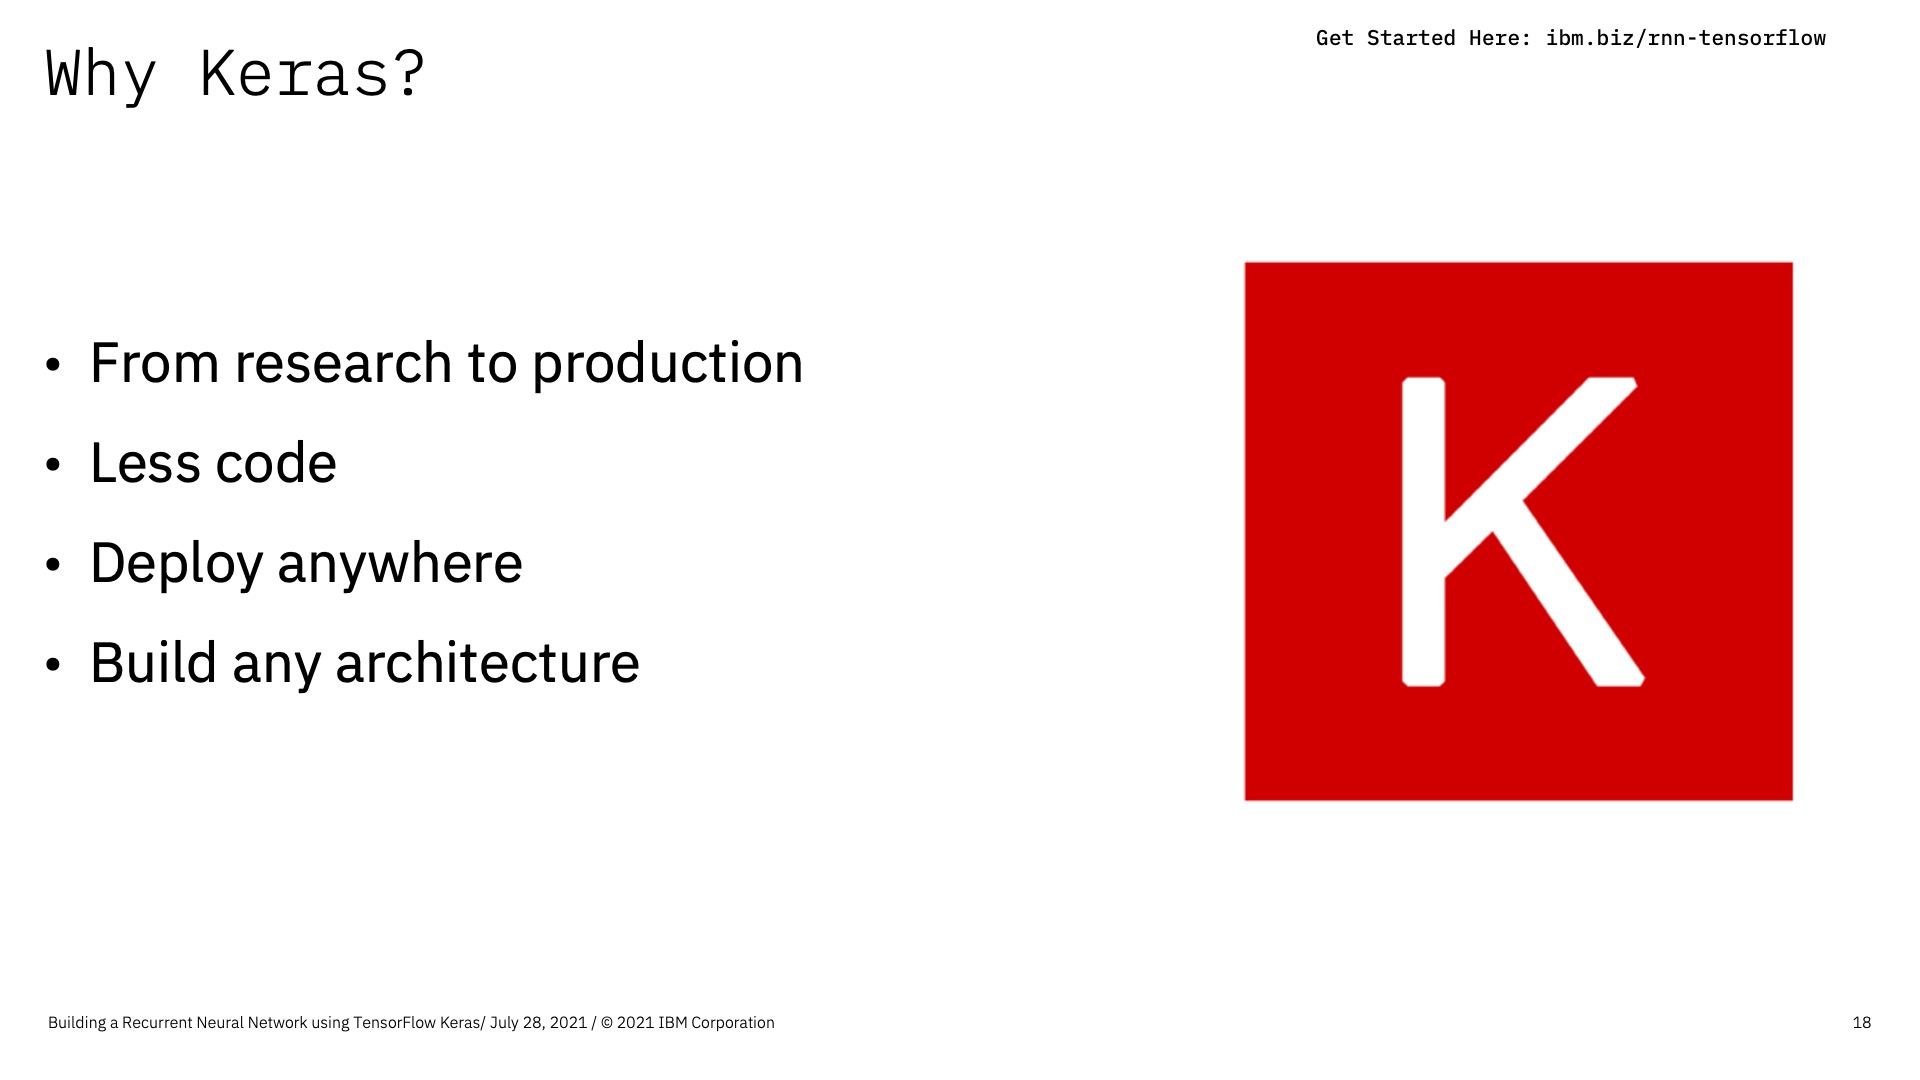 Get Started Here: ibm.biz/rnn-tensorflow
Why Keras?
• From research to production
• Less code
• Deploy anywhere
• Build any architecture
K
Building a Recurrent Neural Network using TensorFlow Keras/ July 28, 2021 / © 2021 IBM Corporation
18